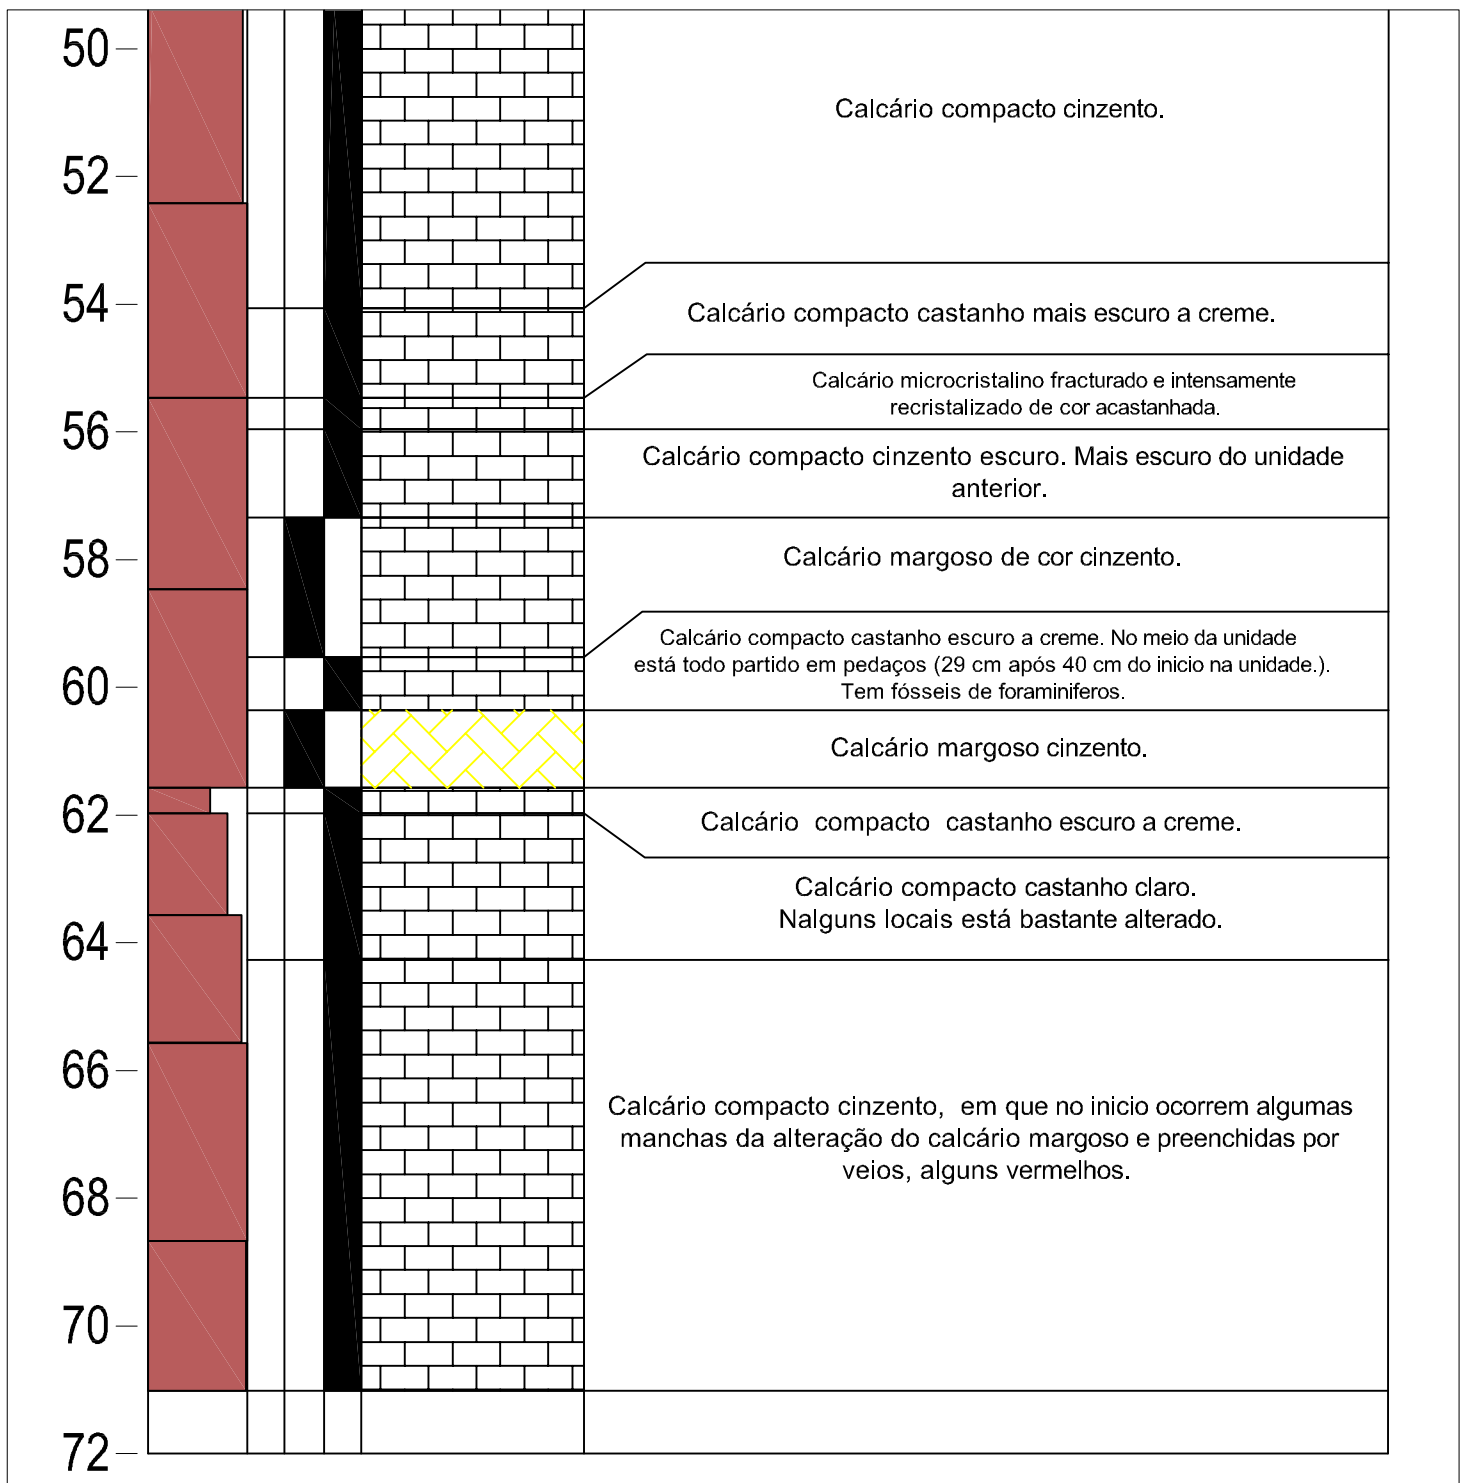 50
Calcário compacto cinzento.
52
54
Calcário compacto castanho mais escuro a creme.
Calcário microcristalino fracturado e intensamente
recristalizado de cor acastanhada.
56
Calcário compacto cinzento escuro. Mais escuro do unidade
anterior.
58
Calcário margoso de cor cinzento.
Calcário compacto castanho escuro a creme. No meio da unidade
está todo partido em pedaços (29 cm após 40 cm do inicio na unidade.).
Tem fósseis de foraminiferos.
60
Calcário margoso cinzento.
62
Calcário compacto castanho escuro a creme.
Calcário compacto castanho claro.
Nalguns locais está bastante alterado.
64
66
Calcário compacto cinzento, em que no inicio ocorrem algumas
manchas da alteração do calcário margoso e preenchidas por
veios, alguns vermelhos.
68
70
72